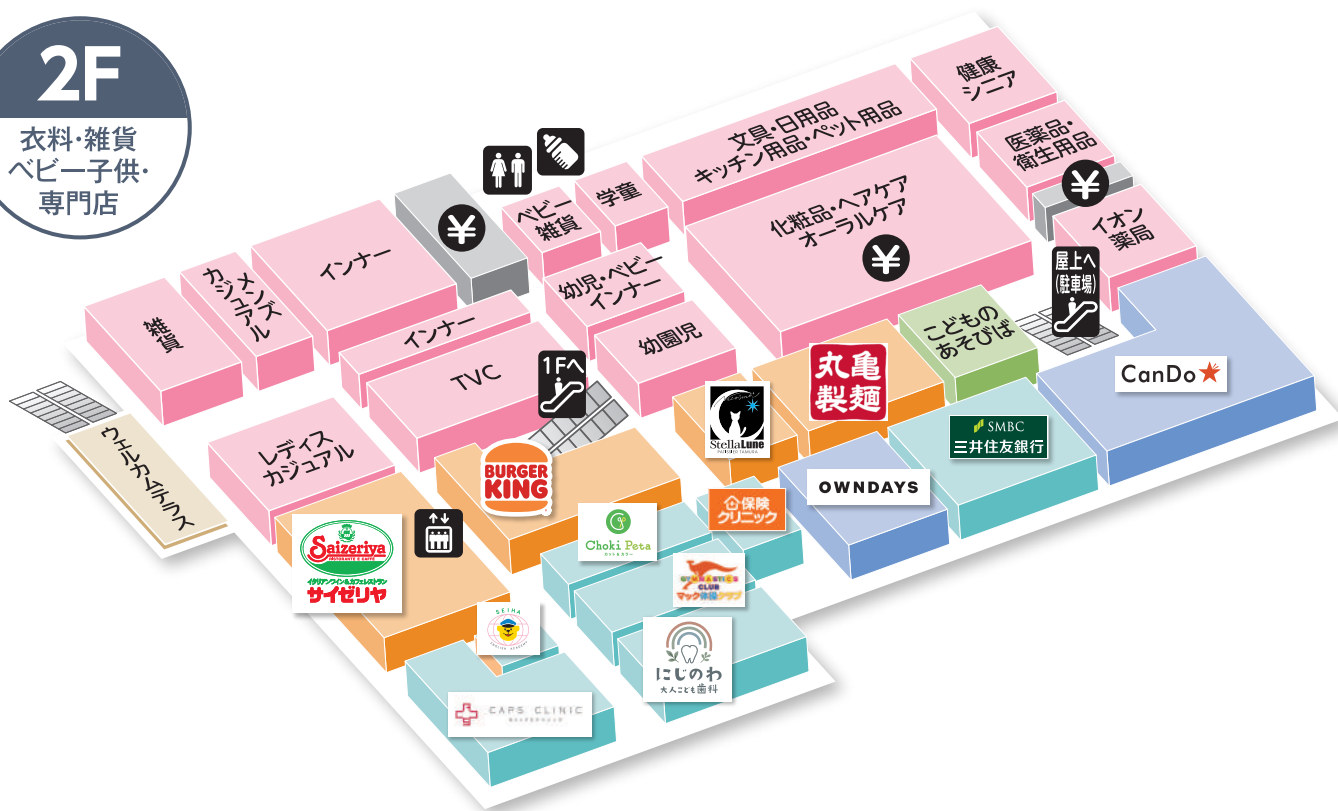 2F
衣料・雑貨
ベビー子供・
専門店
健康
シニア
文具・日用品
キッチン用品・ペット用品
医薬品・
衛生用品
¥
イオン
薬局
屋上へ
(駐車場)
化粧品・ヘアケア
オーラルケア
¥
学童
ベビー
雑貨
¥
インナー
メンズ
カジュアル
雑貨
幼児・ベビー
インナー
幼園児
インナー
TVC
1Fへ
レディス
カジュアル
ウェルカムテラス
こどもの
あそびば
丸亀
製麺
StellaLune
CanDo
SMBC
三井住友銀行
OWNDAYS
BURGER
KING
保険
クリニック
Choki Peta
カット&カラー
GYMNASTICS
CLUB
マック体操クラブ
Saizeriya
RISTORANTE E CAFFÈ
イタリアンワイン&カフェレストラン
サイゼリヤ
SEIHA
にじのわ
大人こども歯科
CAPS CLINIC